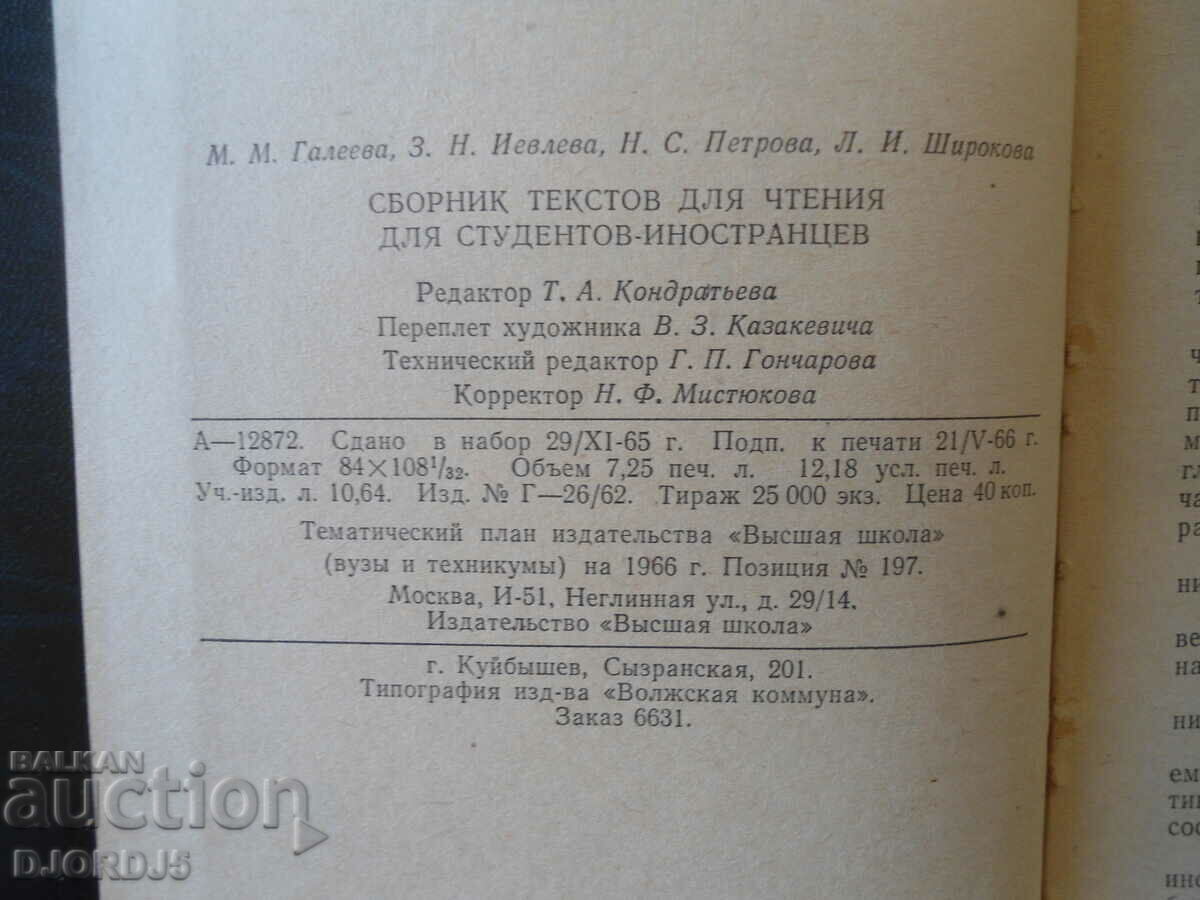 М. М. Галеева, З. Н. Иевлева, Н. С. Петрова, Л. И. Широкова
СБОРНИК ТЕКСТОВ ДЛЯ ЧТЕНИЯ
ДЛЯ СТУДЕНТОВ-ИНОСТРАНЦЕВ
Редактор Т. А. Кондратьева
Переплет художника В. З. Казакевича
Технический редактор Г. П. Гончарова
Корректор Н. Ф. Мистюкова
А—12872. Сдано в набор 29/XI-65 г. Подп. к печати 21/V-66 г.
Формат 84×108¹/₃₂. Объем 7,25 печ. л. 12,18 усл. печ. л.
Уч.-изд. л. 10,64. Изд. № Г—26/62. Тираж 25 000 экз. Цена 40 коп.
Тематический план издательства «Высшая школа»
(вузы и техникумы) на 1966 г. Позиция № 197.
Москва, И-51, Неглинная ул., д. 29/14.
Издательство «Высшая школа»
г. Куйбышев, Сызранская, 201.
Типография изд-ва «Волжская коммуна».
Заказ 6631.
BALKAN
auction
DJORDJ5